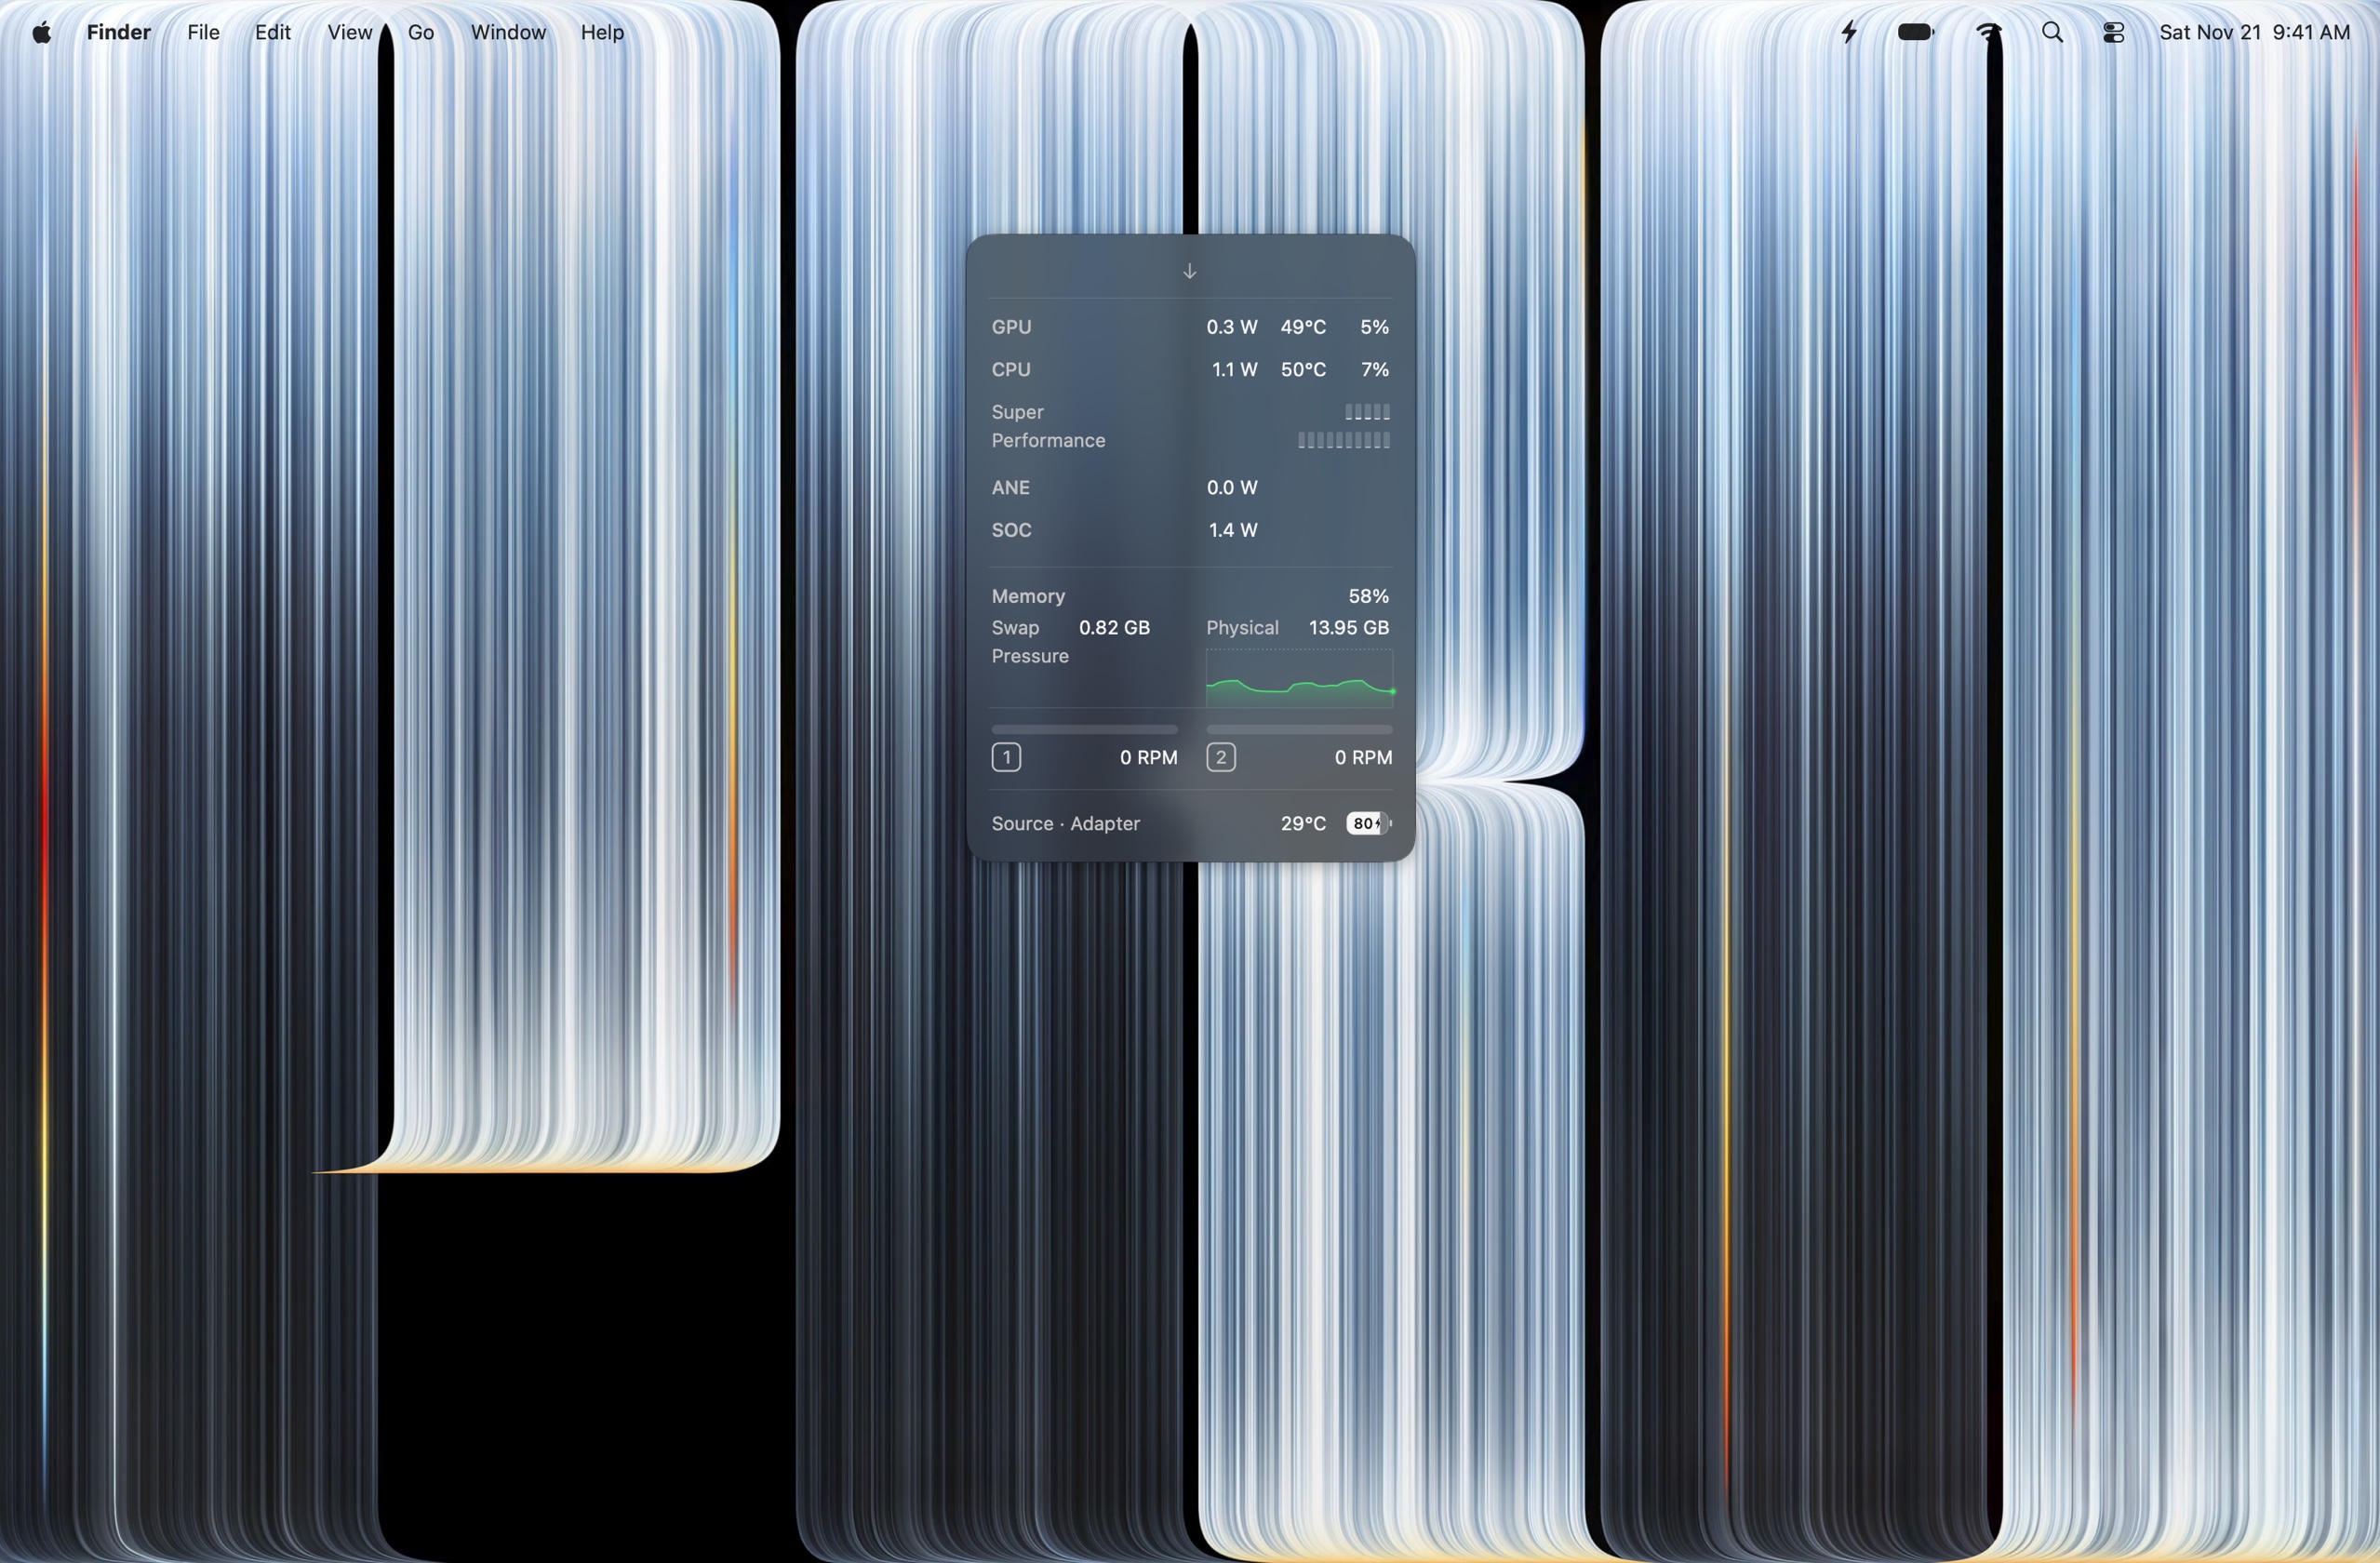 Finder File Edit View Go Window Help Sat Nov 21 9:41 AM
GPU 0.3 W 49°C 5%
CPU 1.1 W 50°C 7%
Super
Performance
ANE 0.0 W
SOC 1.4 W
Memory 58%
Swap 0.82 GB Physical 13.95 GB
Pressure
1 0 RPM 2 0 RPM
Source · Adapter 29°C 80